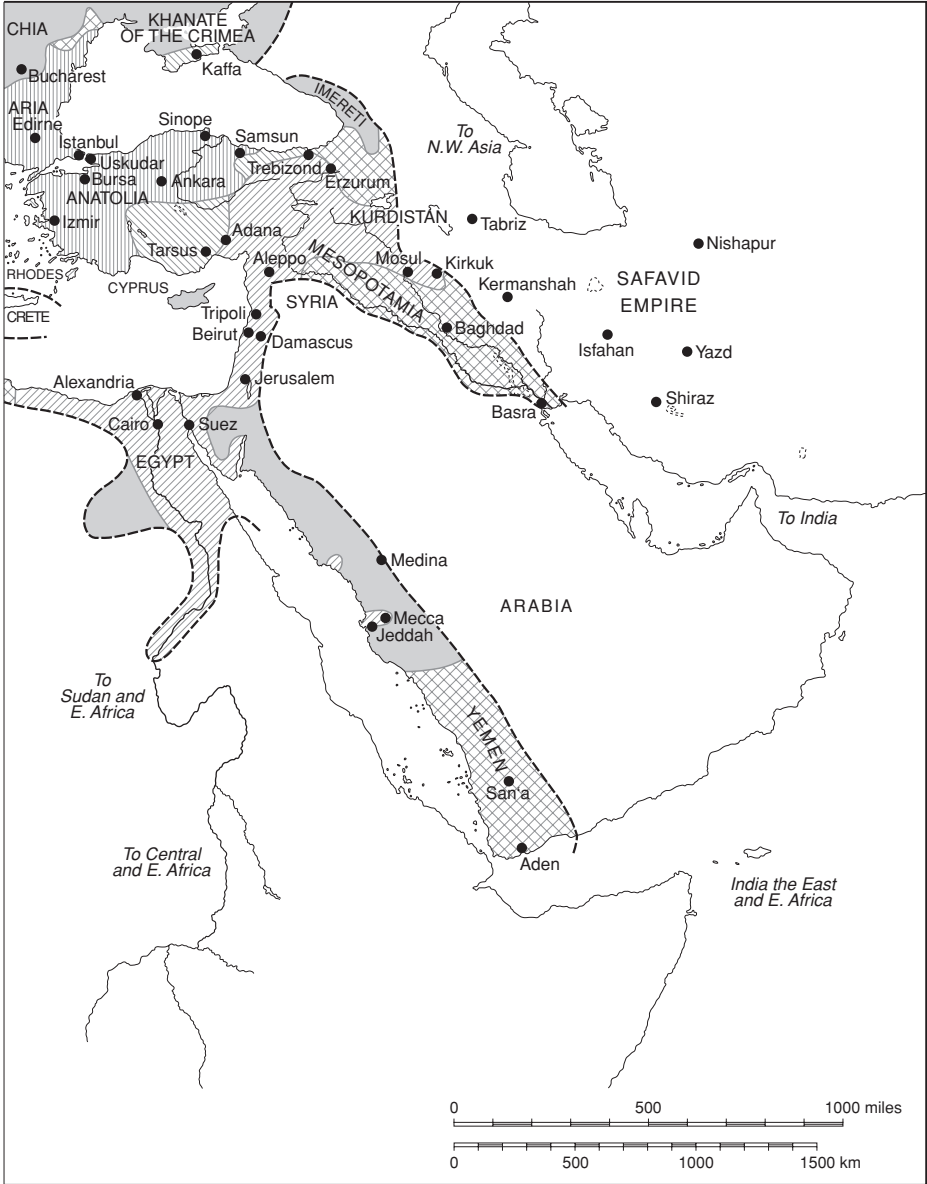 CHIA
KHANATE
OF THE CRIMEA
Kaffa
Bucharest
IMERETI
ARIA
Edirne
Istanbul
Uskudar
Bursa
Sinope
Samsun
Trebizond
Erzurum
Ankara
ANATOLIA
Izmir
To
N.W. Asia
KURDISTAN
Tabriz
Nishapur
Adana
Tarsus
Aleppo
MESOPOTAMIA
Mosul
Kirkuk
Kermanshah
SAFAVID
EMPIRE
RHODES
CYPRUS
SYRIA
CRETE
Tripoli
Beirut
Damascus
Baghdad
Isfahan
Yazd
Alexandria
Jerusalem
Basra
Shiraz
Cairo
Suez
EGYPT
To India
Medina
ARABIA
Mecca
Jeddah
To
Sudan and
E. Africa
YEMEN
San'a
Aden
To Central
and E. Africa
India the East
and E. Africa
0 500 1000 miles
0 500 1000 1500 km